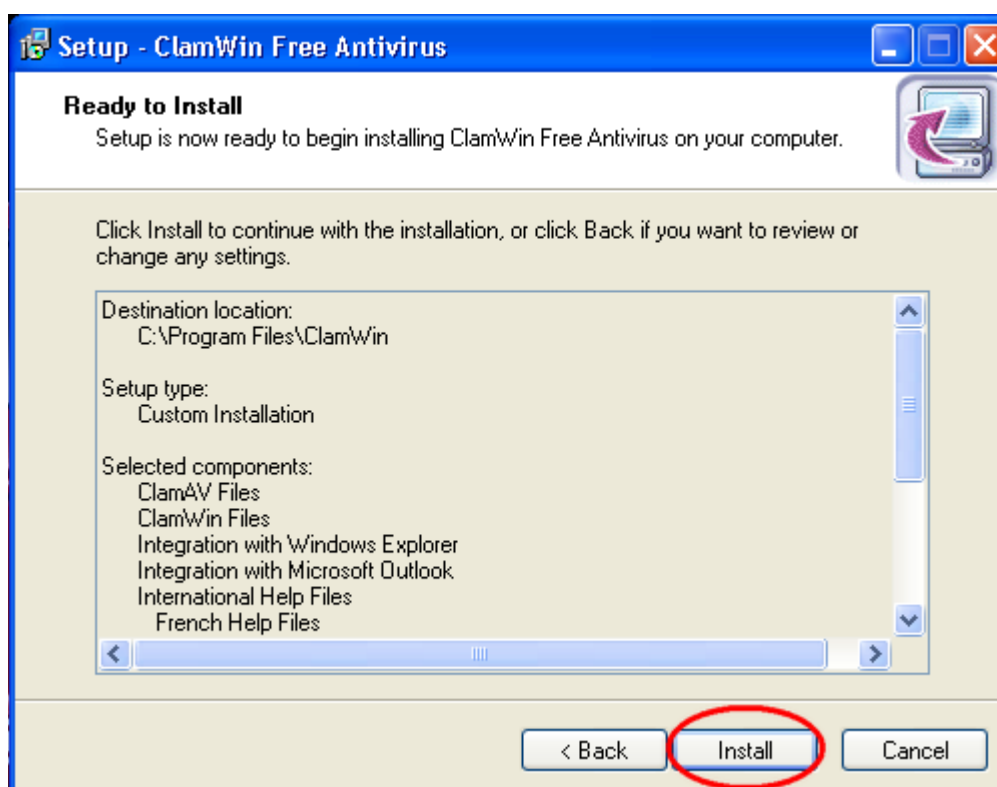 Setup - ClamWin Free Antivirus
Ready to Install
Setup is now ready to begin installing ClamWin Free Antivirus on your computer.
Click Install to continue with the installation, or click Back if you want to review or
change any settings.
Destination location:
C:\Program Files\ClamWin
Setup type:
Custom Installation
Selected components:
ClamAV Files
ClamWin Files
Integration with Windows Explorer
Integration with Microsoft Outlook
International Help Files
French Help Files
< Back Install Cancel